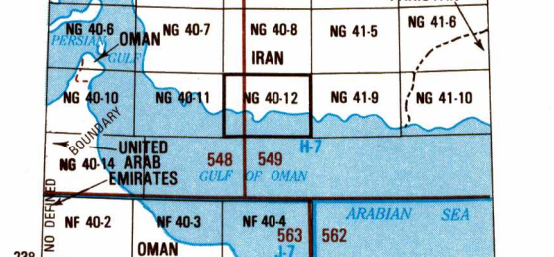 NG 41-6
NG 40-6 NG 40-7 NG 40-8 NG 41-5
PERSIAN OMAN
GULF IRAN
NG 40-10 NG 40-11 NG 40-12 NG 41-9 NG 41-10
BOUNDARY
H-7
UNITED
NG 40-14 ARAB 548 549
EMIRATES GULF OF OMAN
NO DEFINED
NF 40-2 NF 40-3 NF 40-4 ARABIAN SEA
563 562
OMAN J-7
238